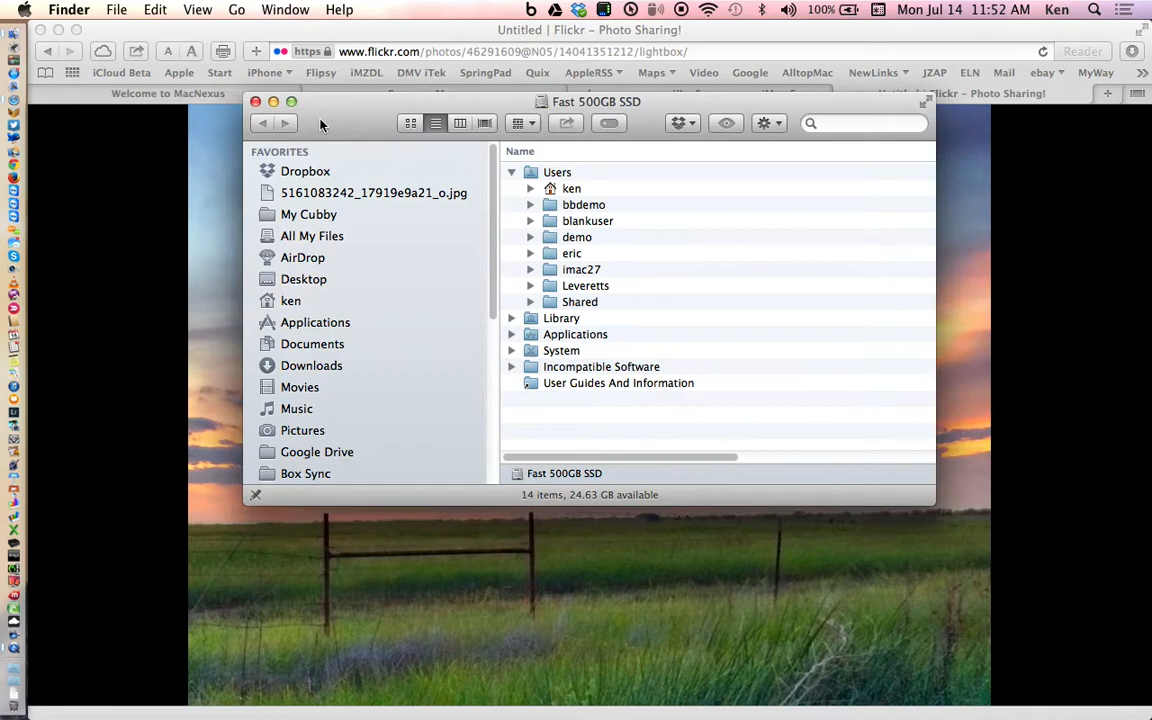 Finder File Edit View Go Window Help 100% Mon Jul 14 11:52 AM Ken
Untitled | Flickr – Photo Sharing!
https www.flickr.com/photos/46291609@N05/14041351212/lightbox/ Reader
iCloud Beta Apple Start iPhone Flipsy iMZDL DMV iTek SpringPad Quix AppleRSS Maps Video Google AlltopMac NewLinks JZAP ELN Mail ebay MyWay
Welcome to MacNexus Photo Sharing!
Fast 500GB SSD
FAVORITES
Dropbox
5161083242_17919e9a21_o.jpg
My Cubby
All My Files
AirDrop
Desktop
ken
Applications
Documents
Downloads
Movies
Music
Pictures
Google Drive
Box Sync
Name
Users
ken
bbdemo
blankuser
demo
eric
imac27
Leveretts
Shared
Library
Applications
System
Incompatible Software
User Guides And Information
Fast 500GB SSD
14 items, 24.63 GB available